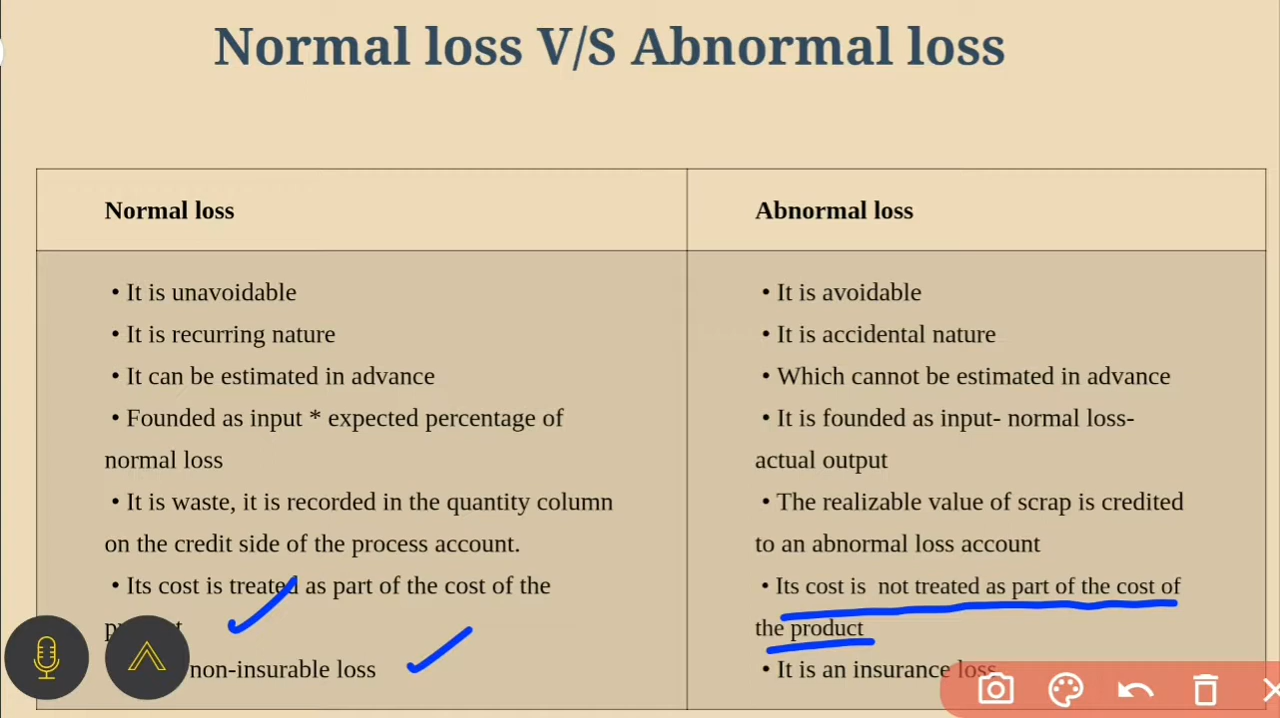 Normal loss V/S Abnormal loss
Normal loss
• It is unavoidable
• It is recurring nature
• It can be estimated in advance
• Founded as input * expected percentage of
normal loss
• It is waste, it is recorded in the quantity column
on the credit side of the process account.
• Its cost is treated as part of the cost of the
non-insurable loss
Abnormal loss
• It is avoidable
• It is accidental nature
• Which cannot be estimated in advance
• It is founded as input- normal loss-
actual output
• The realizable value of scrap is credited
to an abnormal loss account
• Its cost is not treated as part of the cost of
the product
• It is an insurance loss